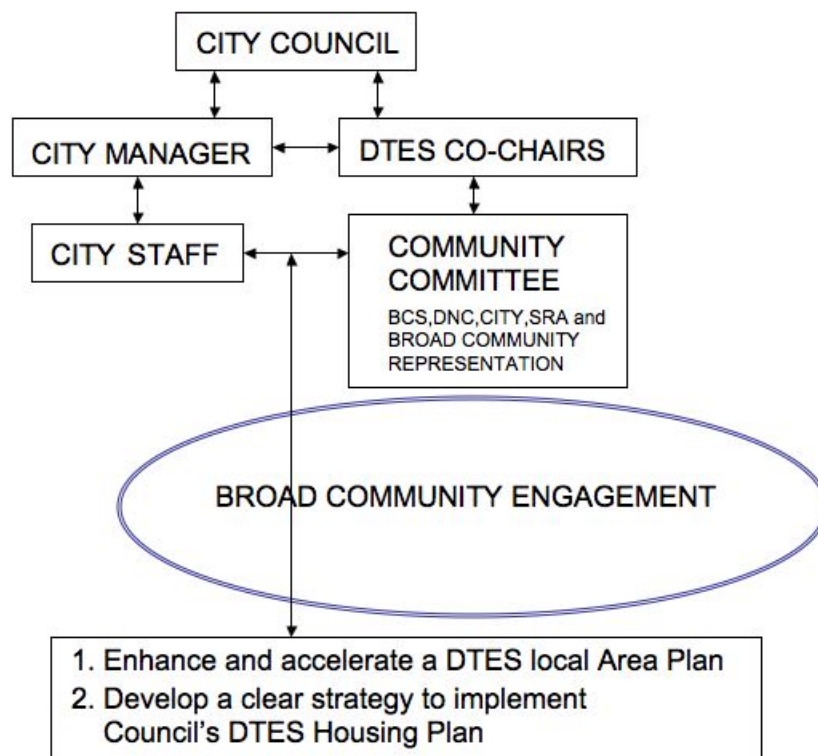 CITY COUNCIL
CITY MANAGER
DTES CO-CHAIRS
CITY STAFF
COMMUNITY
COMMITTEE
BCS,DNC,CITY,SRA and
BROAD COMMUNITY
REPRESENTATION
BROAD COMMUNITY ENGAGEMENT
1. Enhance and accelerate a DTES local Area Plan
2. Develop a clear strategy to implement
Council's DTES Housing Plan